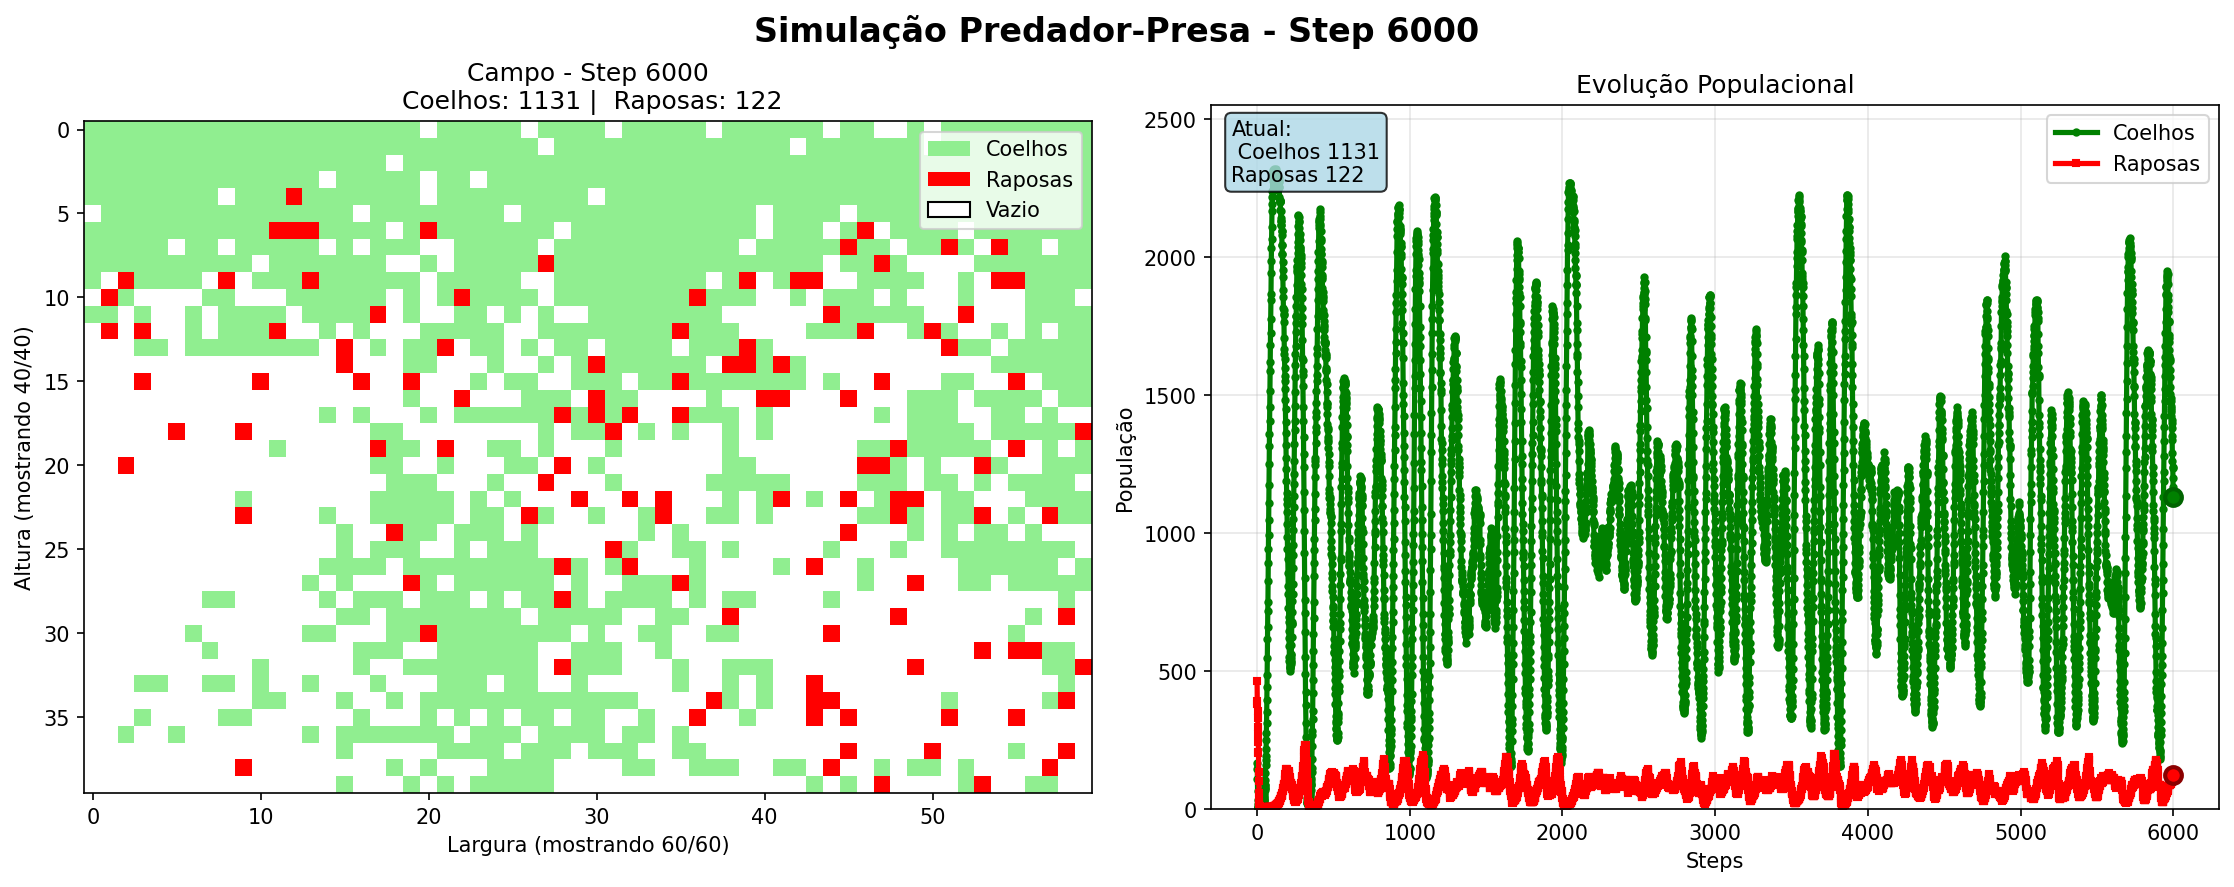 Simulação Predador-Presa - Step 6000
Campo - Step 6000
Coelhos: 1131 |  Raposas: 122
Coelhos
Raposas
Vazio
0
5
10
15
20
25
30
35
Altura (mostrando 40/40)
0
10
20
30
40
50
Largura (mostrando 60/60)
Evolução Populacional
Atual:
Coelhos 1131
Raposas 122
Coelhos
Raposas
2500
2000
1500
1000
500
0
População
0
1000
2000
3000
4000
5000
6000
Steps